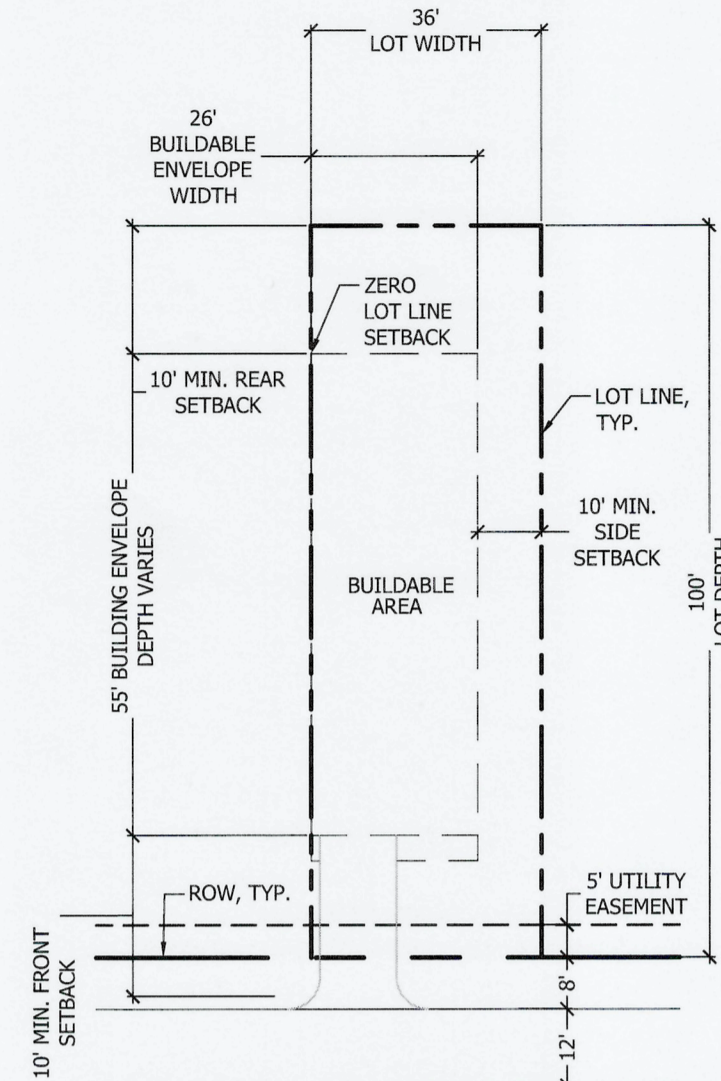 36'
LOT WIDTH
26'
BUILDABLE
ENVELOPE
WIDTH
ZERO
LOT LINE
SETBACK
10' MIN. REAR
SETBACK
LOT LINE,
TYP.
10' MIN.
SIDE
SETBACK
55' BUILDING ENVELOPE
DEPTH VARIES
BUILDABLE
AREA
100'
LOT DEPTH
ROW, TYP.
5' UTILITY
EASEMENT
10' MIN. FRONT
SETBACK
8'
12'